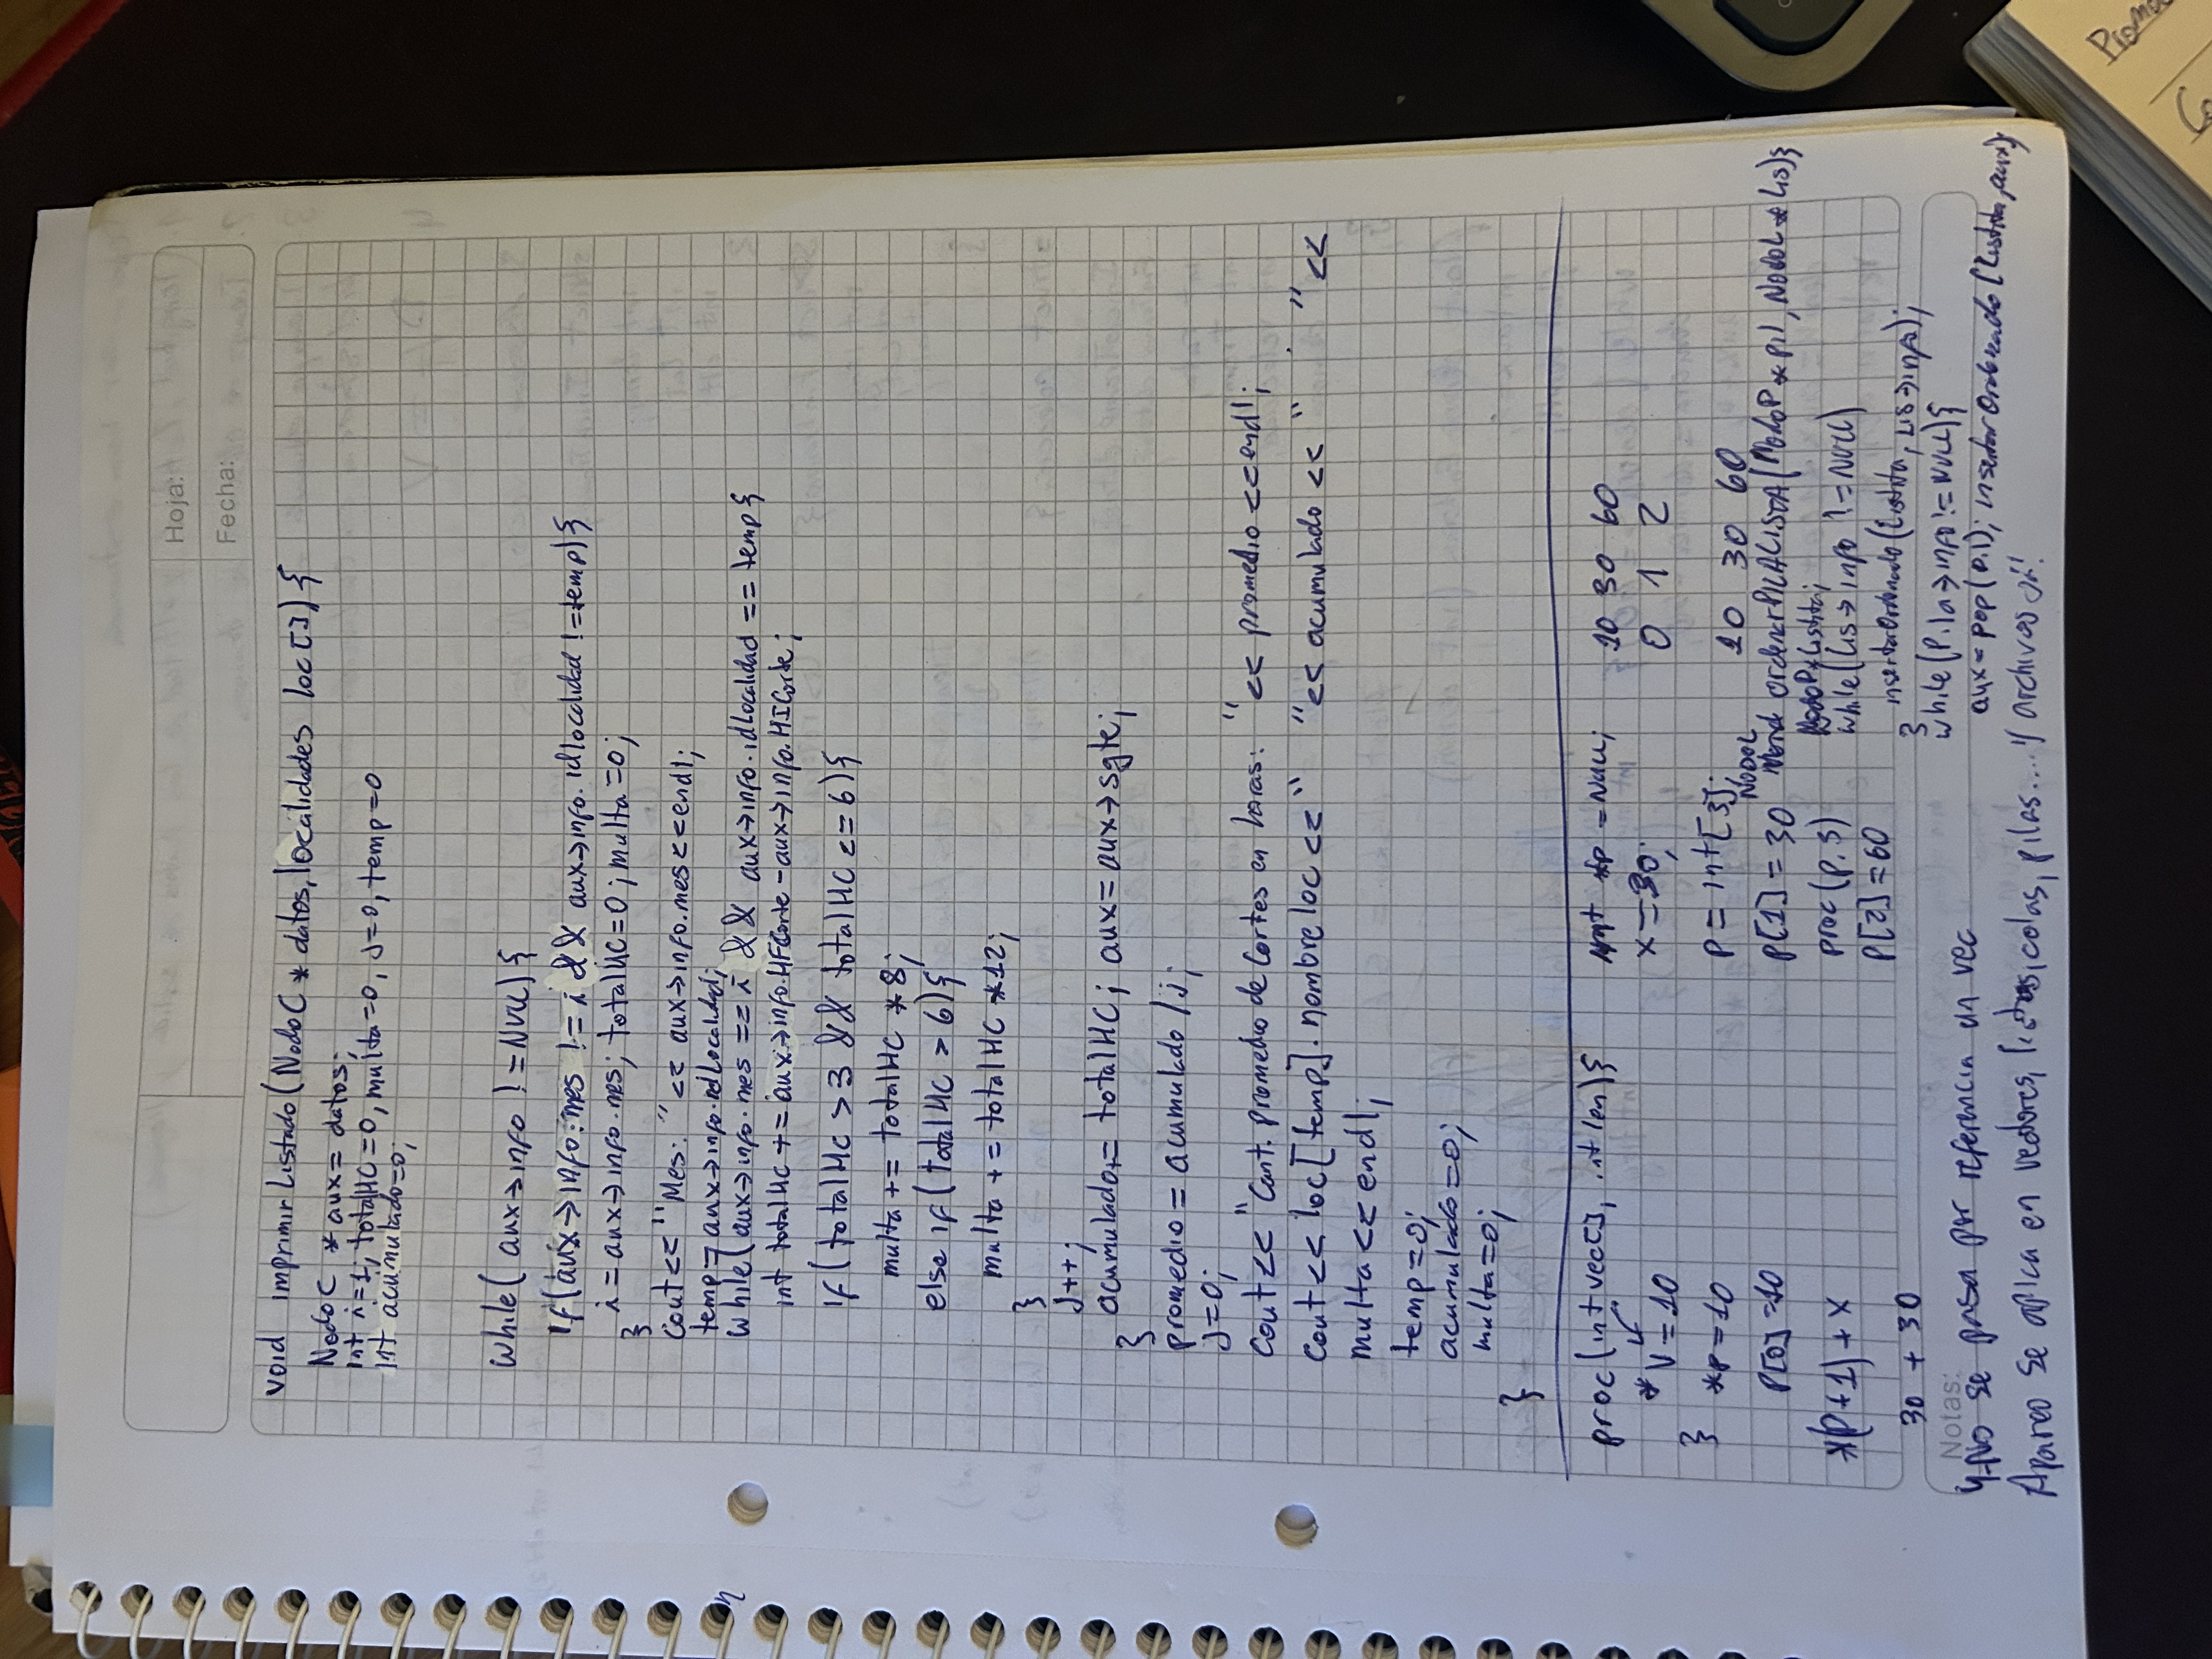 Hoja:
Fecha:
void imprimirListado(NodoC * datos, localidades loc[]){
NodoC * aux= datos;
int i=1; totalHC=0, multa=0, j=0, temp=0
int acumulado=0;
while( aux->info != NULL){
if(aux->info.mes != i && aux->info.idlocalidad !=temp){
i = aux->info.mes; totalHC=0; multa=0;
}
cout<< "Mes: "<< aux->info.mes<<endl;
temp= aux->info.idLocalidad;
while(aux->info.mes == i && aux->info.idLocalidad == temp{
int totalHC += aux->info.HFCorte-aux->info.HICorte;
if(totalHC >3 && totalHC <=6){
multa += totalHC *8;
else if(totalHC > 6){
multa += totalHC *12;
}
j++;
acumulado+= totalHC; aux=aux->sgte;
}
promedio = acumulado /j;
j=0;
cout<< "Cant. promedio de cortes en horas: "<< promedio <<endl;
cout<< loc[temp].nombreloc <<" "<< acumulado << " " <<
multa<<endl;
temp=0;
acumulado=0;
multa=0;
}
proc(int vec[], int len){
*V=10
}
*p=10
P[0]=10
*(P+1)+x
30 + 30
int *p =NULL;
x=30;
P= int[3];
P[1]=30
proc(p,3)
P[2]=60
10 30 60
0 1 2
10 30 60
NODOL
ordenarPILALISTA(NodoP* pil, NodoL* Lis){
NodoP*Listita;
while(Lis->info !=NULL)
insertarOrdenado(Listita, Lis->info);
}
while(Pila->info!=NULL){
aux=pop(pil); insertarOrdenado(Listita,aux);
Notas:
No se pasa por referencia un vec
Apareo se aplica en vectores, listas, colas, pilas.... y archivos
n